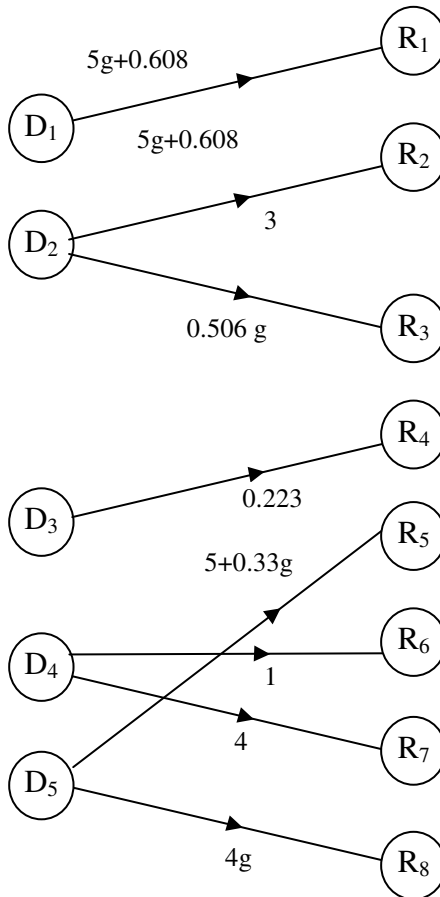 R₁
5g+0.608
D₁
5g+0.608
R₂
D₂
3
R₃
0.506 g
R₄
0.223
D₃
R₅
5+0.33g
R₆
D₄
1
4
R₇
D₅
4g
R₈